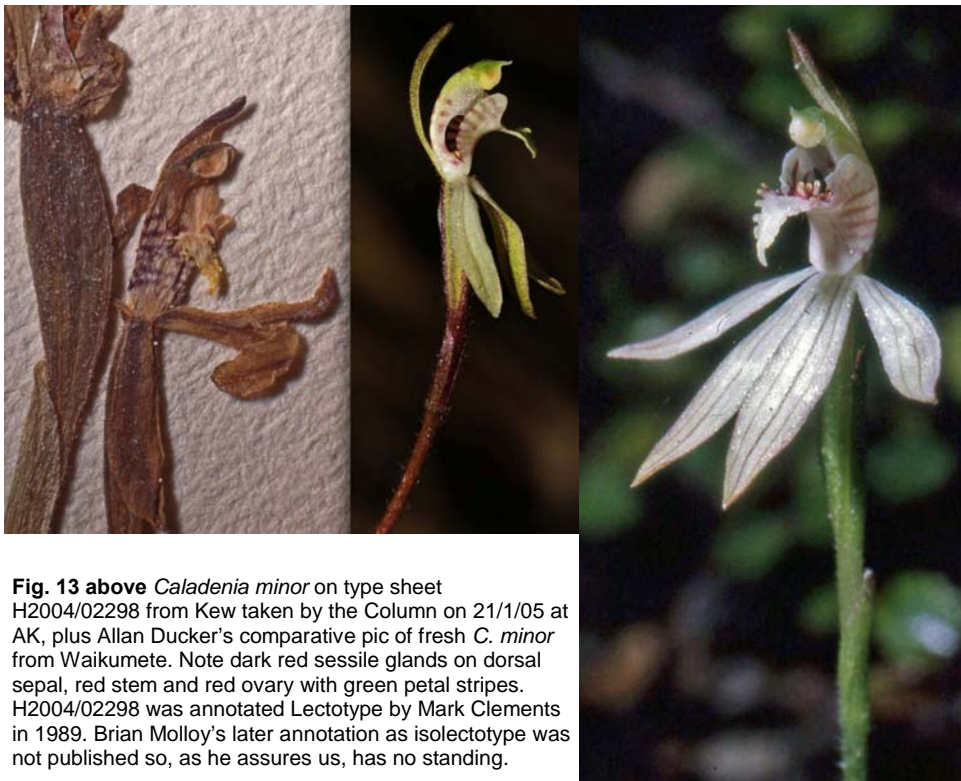 Fig. 13 above Caladenia minor on type sheet
H2004/02298 from Kew taken by the Column on 21/1/05 at
AK, plus Allan Ducker's comparative pic of fresh C. minor
from Waikumete. Note dark red sessile glands on dorsal
sepal, red stem and red ovary with green petal stripes.
H2004/02298 was annotated Lectotype by Mark Clements
in 1989. Brian Molloy's later annotation as isolectotype was
not published so, as he assures us, has no standing.